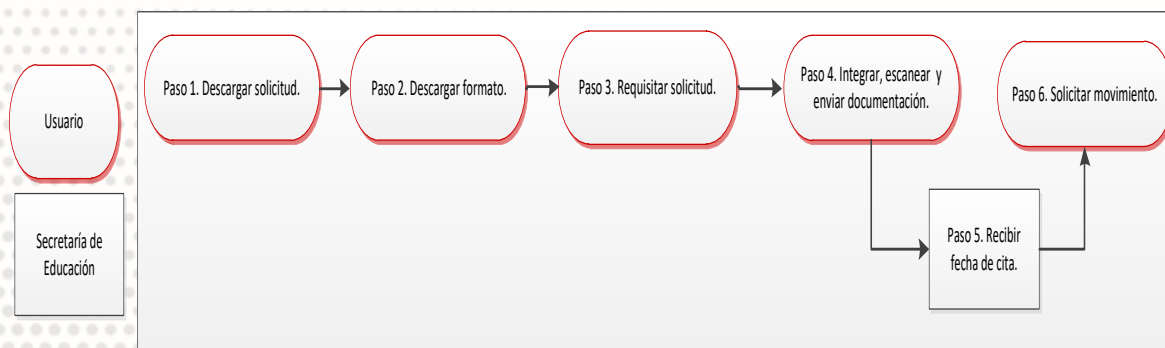 Usuario
Secretaría de
Educación
Paso 1. Descargar solicitud.
Paso 2. Descargar formato.
Paso 3. Requisitar solicitud.
Paso 4. Integrar, escanear y
enviar documentación.
Paso 5. Recibir
fecha de cita.
Paso 6. Solicitar movimiento.